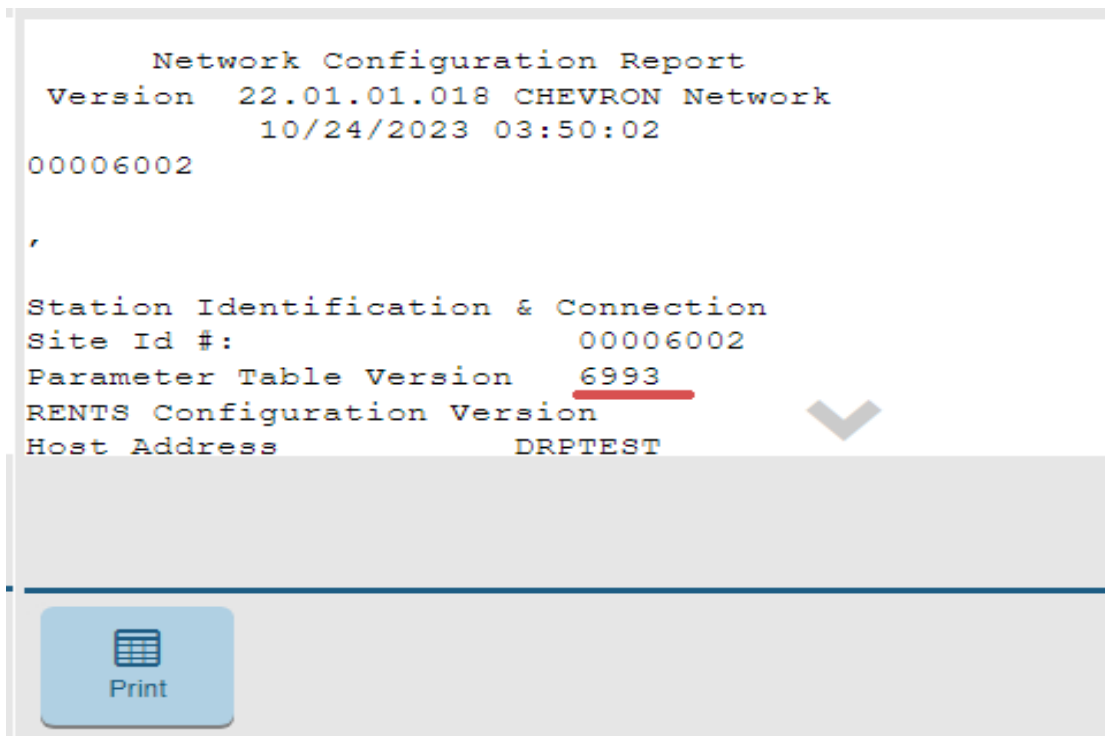 Network Configuration Report
Version 22.01.01.018 CHEVRON Network
10/24/2023 03:50:02
00006002
,
Station Identification & Connection
Site Id #: 00006002
Parameter Table Version 6993
RENTS Configuration Version
Host Address DRPTEST
Print